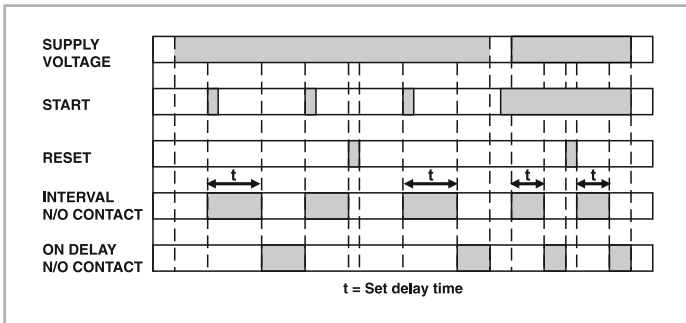 SUPPLY
VOLTAGE
START
RESET
t
t
t
t
INTERVAL
N/O CONTACT
ON DELAY
N/O CONTACT
t = Set delay time